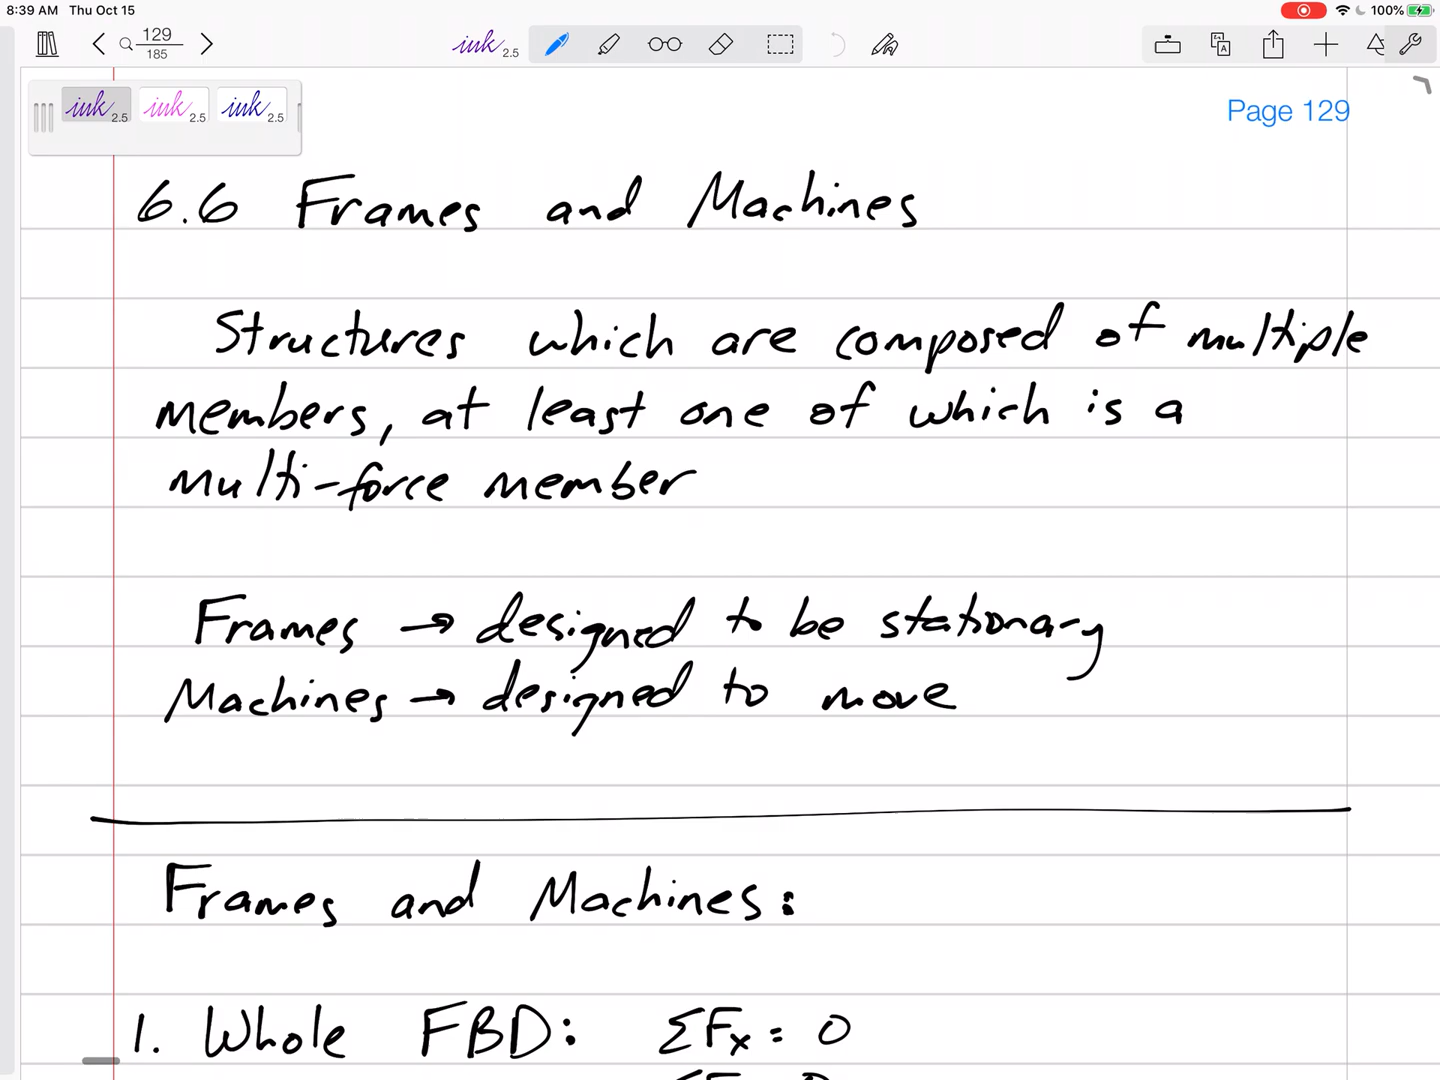 8:39 AM Thu Oct 15
100%
129
185
ink 2.5
ink 2.5 ink 2.5 ink 2.5
Page 129
6.6 Frames and Machines
Structures which are composed of multiple
members, at least one of which is a
multi-force member
Frames → designed to be stationary
Machines → designed to move
Frames and Machines:
1. Whole FBD: ΣFx = 0